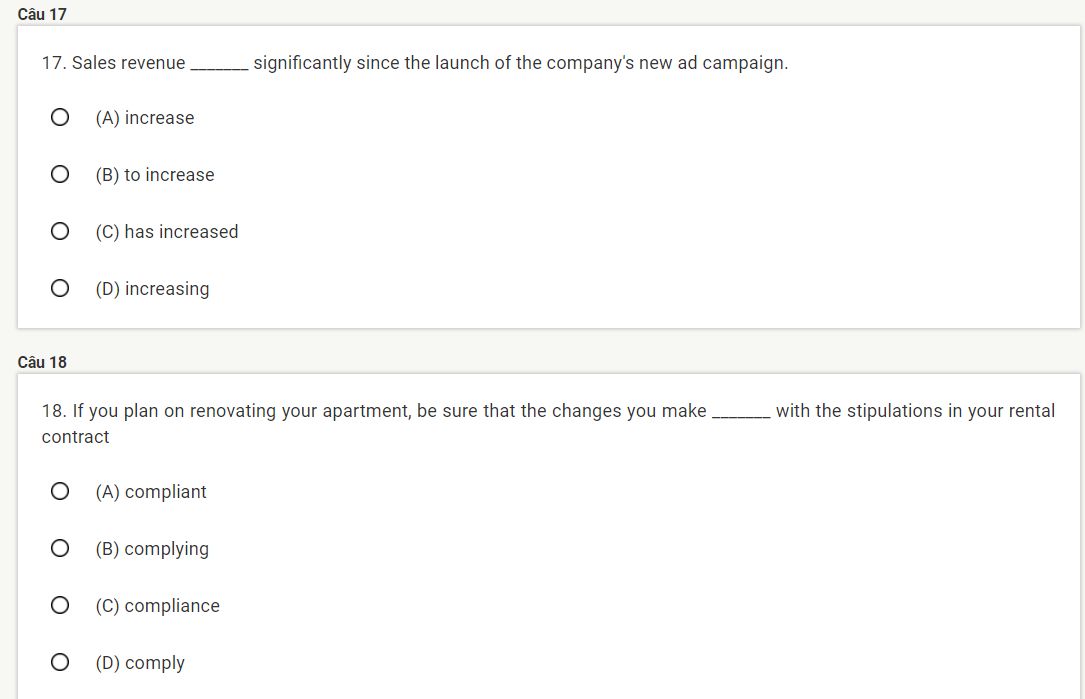 Câu 17
17. Sales revenue _______ significantly since the launch of the company's new ad campaign.
(A) increase
(B) to increase
(C) has increased
(D) increasing
Câu 18
18. If you plan on renovating your apartment, be sure that the changes you make _______ with the stipulations in your rental
contract
(A) compliant
(B) complying
(C) compliance
(D) comply